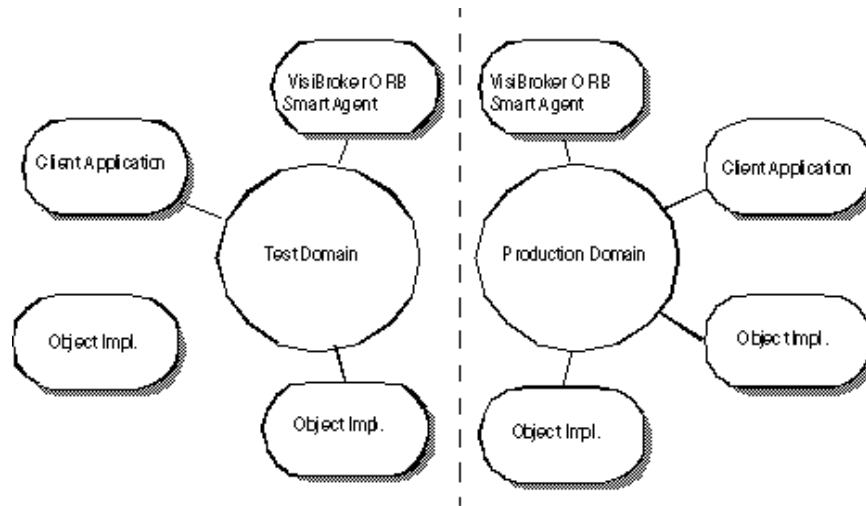 VisiBroker ORB
Smart Agent
Client Application
Test Domain
Object Impl.
Object Impl.
VisiBroker ORB
Smart Agent
Client Application
Production Domain
Object Impl.
Object Impl.